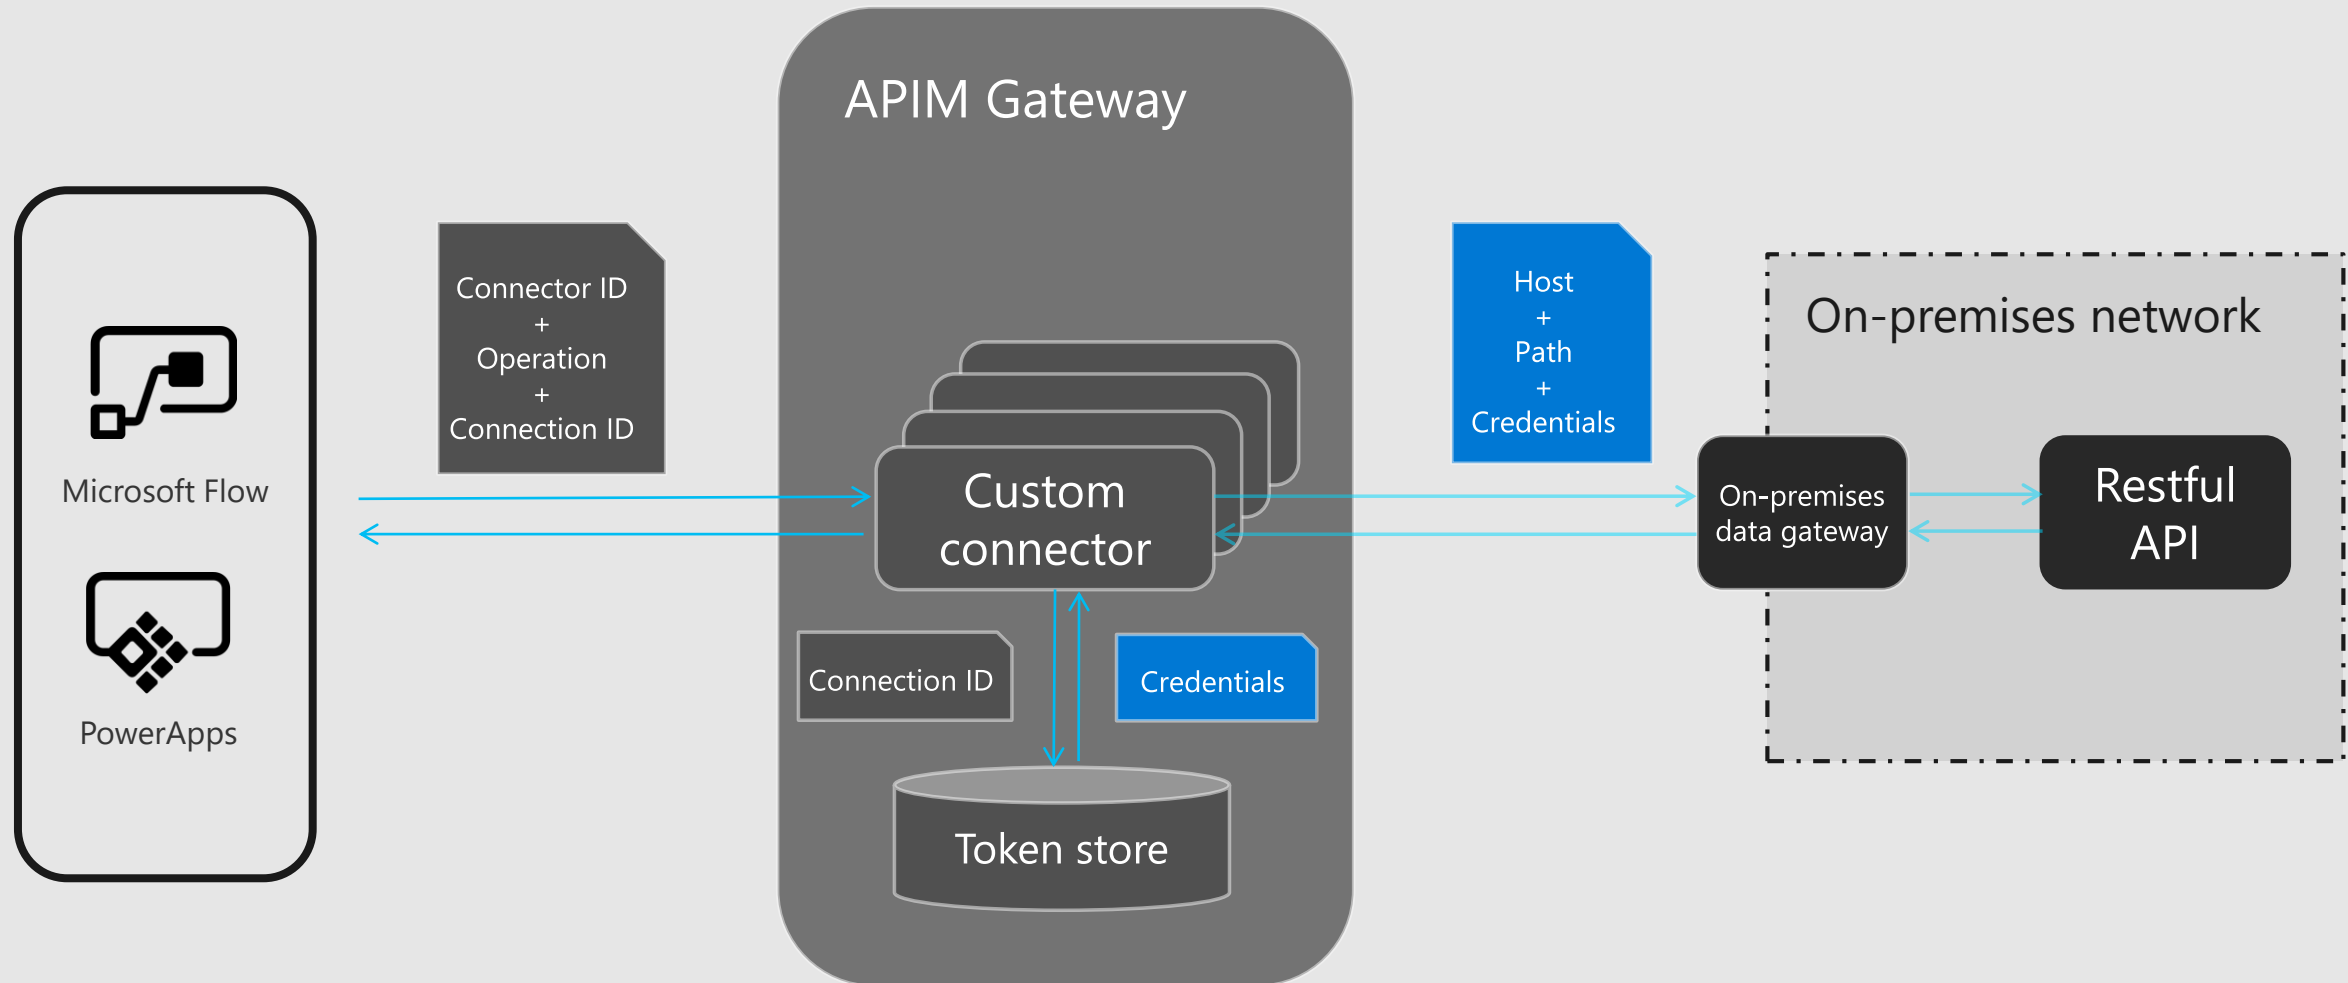 APIM Gateway
Microsoft Flow
PowerApps
Connector ID
+
Operation
+
Connection ID
Custom
connector
Connection ID
Credentials
Token store
Host
+
Path
+
Credentials
On-premises network
On-premises
data gateway
Restful
API